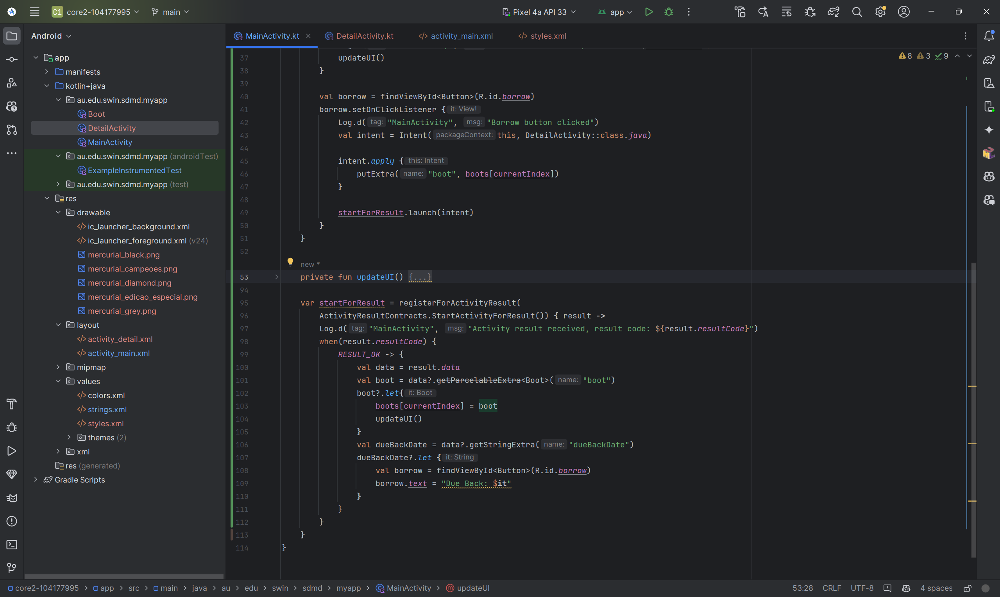 C1 core2-104177995 main Pixel 4a API 33 app
Android
MainActivity.kt DetailActivity.kt activity_main.xml styles.xml
8 3 9
app
manifests
kotlin+java
au.edu.swin.sdmd.myapp
Boot
DetailActivity
MainActivity
au.edu.swin.sdmd.myapp (androidTest)
ExampleInstrumentedTest
au.edu.swin.sdmd.myapp (test)
res
drawable
ic_launcher_background.xml
ic_launcher_foreground.xml (v24)
mercurial_black.png
mercurial_campeoes.png
mercurial_diamond.png
mercurial_edicao_especial.png
mercurial_grey.png
layout
activity_detail.xml
activity_main.xml
mipmap
values
colors.xml
strings.xml
styles.xml
themes (2)
xml
res (generated)
Gradle Scripts
37 updateUI()
38 }
39
40 val borrow = findViewById<Button>(R.id.borrow)
41 borrow.setOnClickListener { it: View!
42 Log.d( tag: "MainActivity", msg: "Borrow button clicked")
43 val intent = Intent( packageContext: this, DetailActivity::class.java)
44
45 intent.apply { this: Intent
46 putExtra( name: "boot", boots[currentIndex])
47 }
48
49 startForResult.launch(intent)
50 }
51 }
52
new *
53 private fun updateUI() {...}
94
95 var startForResult = registerForActivityResult(
96 ActivityResultContracts.StartActivityForResult()) { result ->
97 Log.d( tag: "MainActivity", msg: "Activity result received, result code: ${result.resultCode}")
98 when(result.resultCode) {
99 RESULT_OK -> {
100 val data = result.data
101 val boot = data?.getParcelableExtra<Boot>( name: "boot")
102 boot?.let{ it: Boot
103 boots[currentIndex] = boot
104 updateUI()
105 }
106 val dueBackDate = data?.getStringExtra( name: "dueBackDate")
107 dueBackDate?.let { it: String
108 val borrow = findViewById<Button>(R.id.borrow)
109 borrow.text = "Due Back: $it"
110 }
111 }
112 }
113 }
114 }
core2-104177995 > app > src > main > java > au > edu > swin > sdmd > myapp > MainActivity > updateUI 53:28 CRLF UTF-8 4 spaces